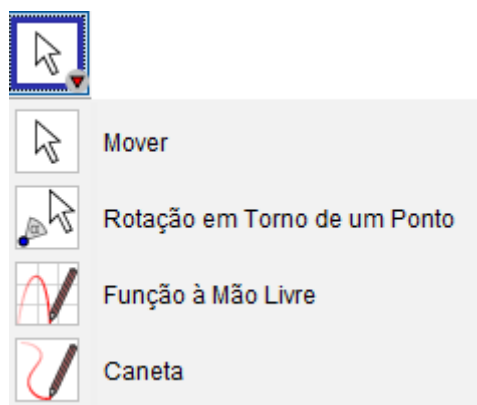 Mover
Rotação em Torno de um Ponto
Função à Mão Livre
Caneta